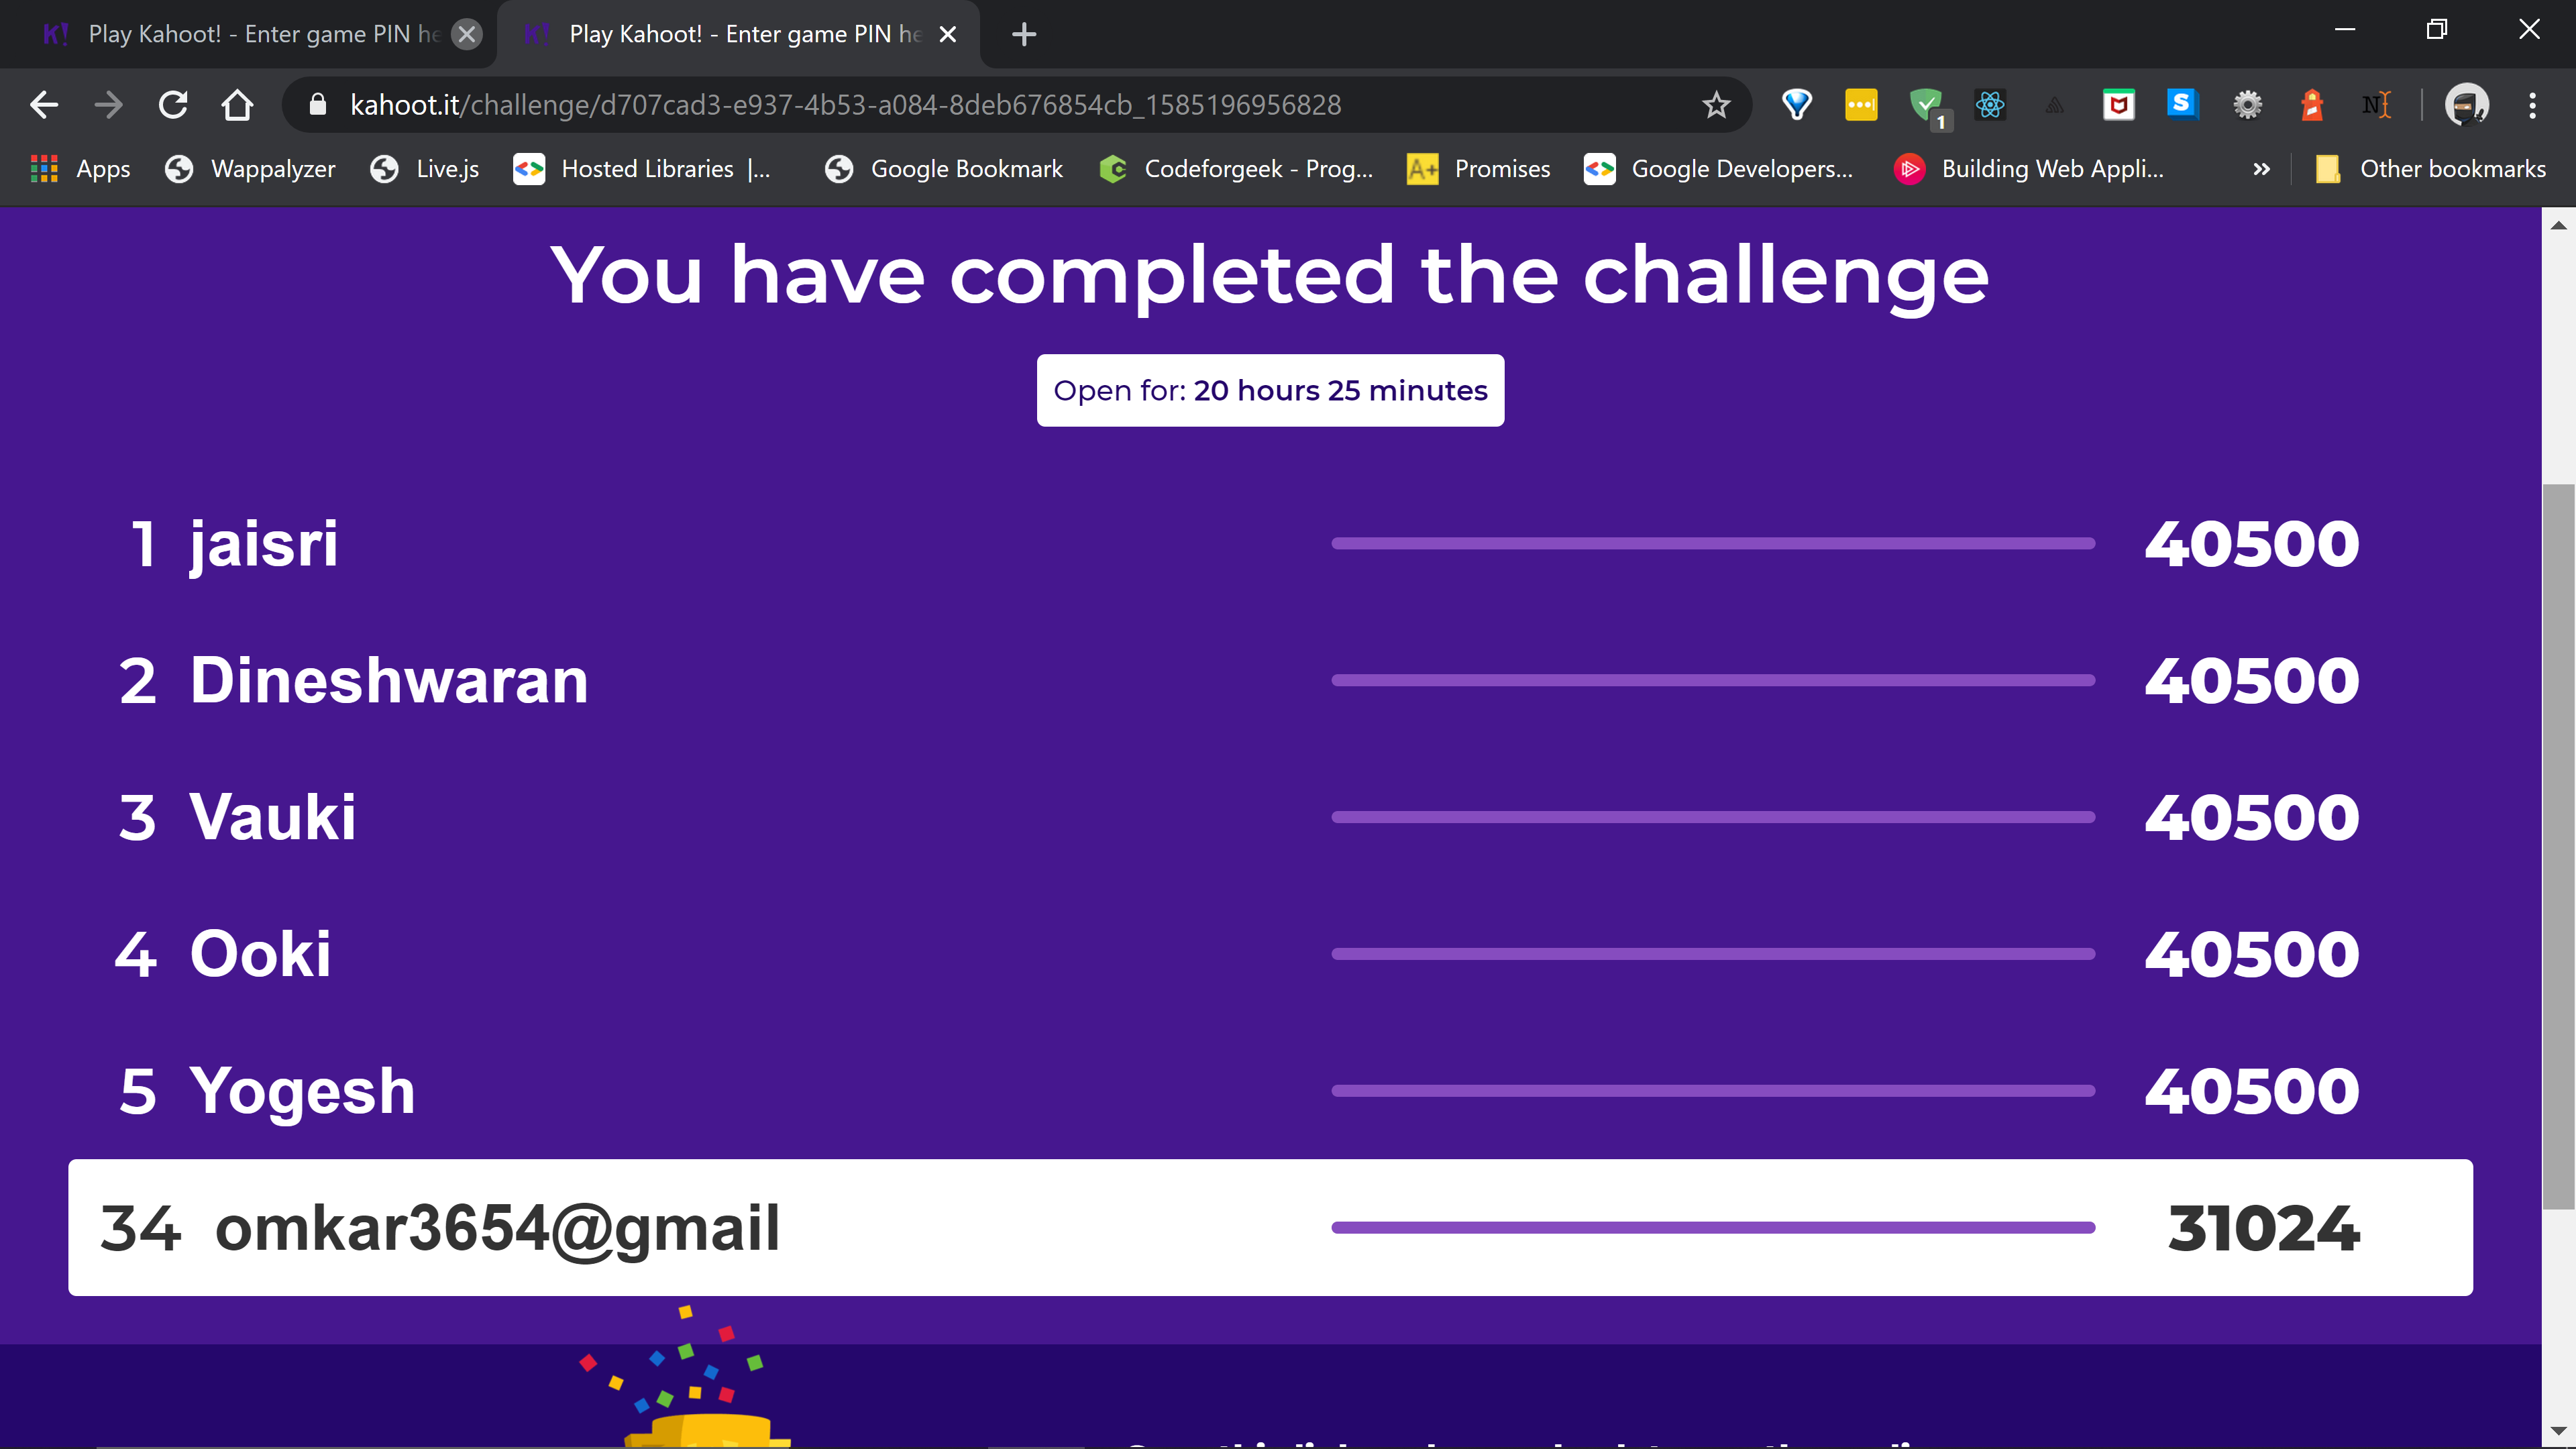 Play Kahoot! - Enter game PIN he
Play Kahoot! - Enter game PIN he
kahoot.it/challenge/d707cad3-e937-4b53-a084-8deb676854cb_1585196956828
1
Apps
Wappalyzer
Live.js
Hosted Libraries |...
Google Bookmark
Codeforgeek - Prog...
A+ Promises
Google Developers...
Building Web Appli...
Other bookmarks
You have completed the challenge
Open for: 20 hours 25 minutes
1 jaisri 40500
2 Dineshwaran 40500
3 Vauki 40500
4 Ooki 40500
5 Yogesh 40500
34 omkar3654@gmail 31024